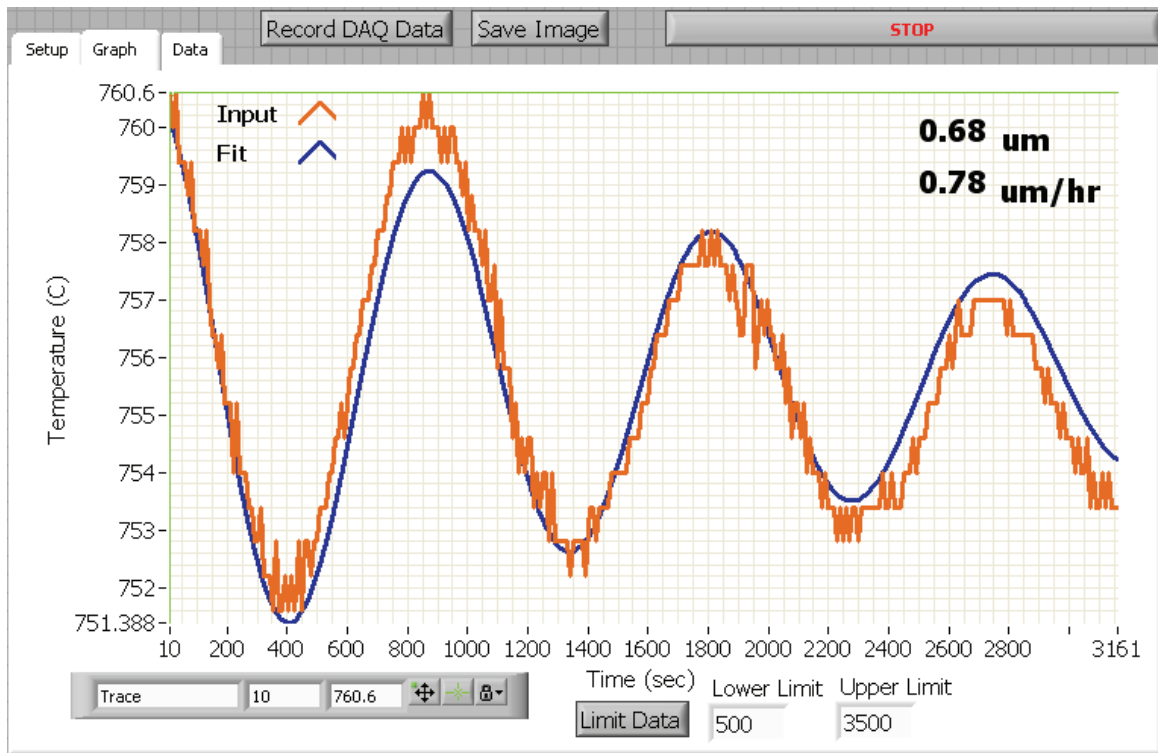 Record DAQ Data Save Image STOP
Setup Graph Data
760.6
Input
Fit
0.68 um
0.78 um/hr
760
759
758
757
756
755
754
753
752
751.388
Temperature (C)
10 200 400 600 800 1000 1200 1400 1600 1800 2000 2200 2400 2600 2800 3161
Time (sec)
Trace 10 760.6
Limit Data
Lower Limit Upper Limit
500 3500